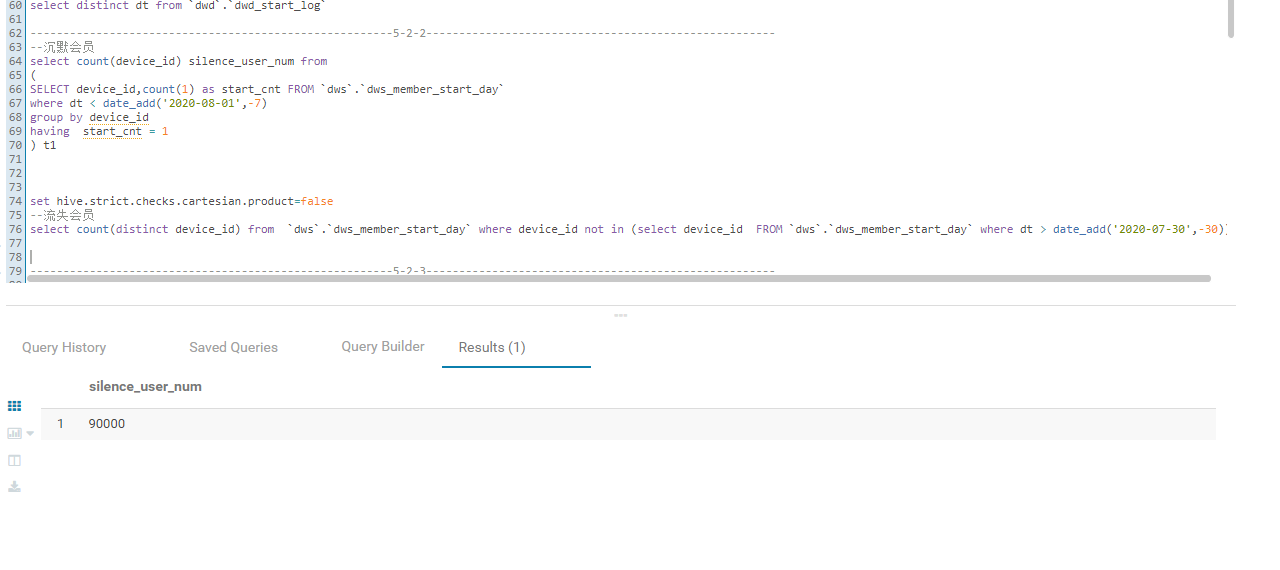 60 select distinct dt from `dwd`.`dwd_start_log`
61
62 -------------------------------------------------------5-2-2-----------------------------------------------------
63 --沉默会员
64 select count(device_id) silence_user_num from
65 (
66 SELECT device_id,count(1) as start_cnt FROM `dws`.`dws_member_start_day`
67 where dt < date_add('2020-08-01',-7)
68 group by device_id
69 having  start_cnt = 1
70 ) t1
71
72
73
74 set hive.strict.checks.cartesian.product=false
75 --流失会员
76 select count(distinct device_id) from  `dws`.`dws_member_start_day` where device_id not in (select device_id  FROM `dws`.`dws_member_start_day` where dt > date_add('2020-07-30',-30))
77
78
79 -------------------------------------------------------5-2-3-----------------------------------------------------
Query History
Saved Queries
Query Builder
Results (1)
silence_user_num
1 90000